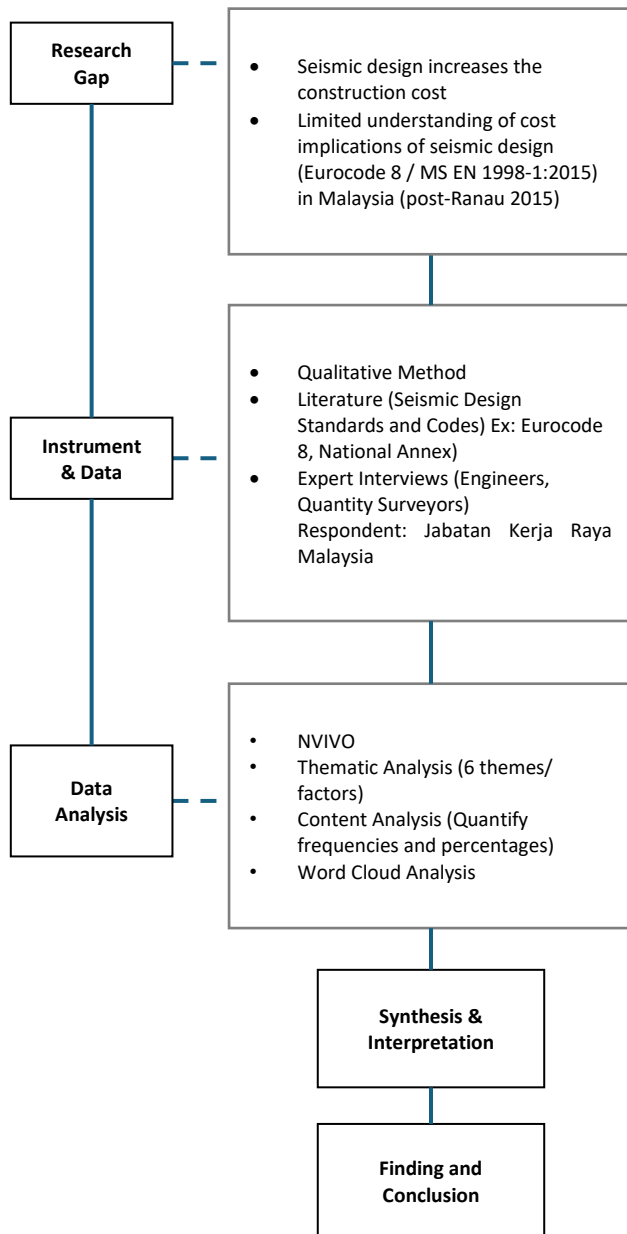 Research
Gap
• Seismic design increases the
construction cost
• Limited understanding of cost
implications of seismic design
(Eurocode 8 / MS EN 1998-1:2015)
in Malaysia (post-Ranau 2015)
Instrument
& Data
• Qualitative Method
• Literature (Seismic Design
Standards and Codes) Ex: Eurocode
8, National Annex)
• Expert Interviews (Engineers,
Quantity Surveyors)
Respondent: Jabatan Kerja Raya
Malaysia
Data
Analysis
• NVIVO
• Thematic Analysis (6 themes/
factors)
• Content Analysis (Quantify
frequencies and percentages)
• Word Cloud Analysis
Synthesis &
Interpretation
Finding and
Conclusion